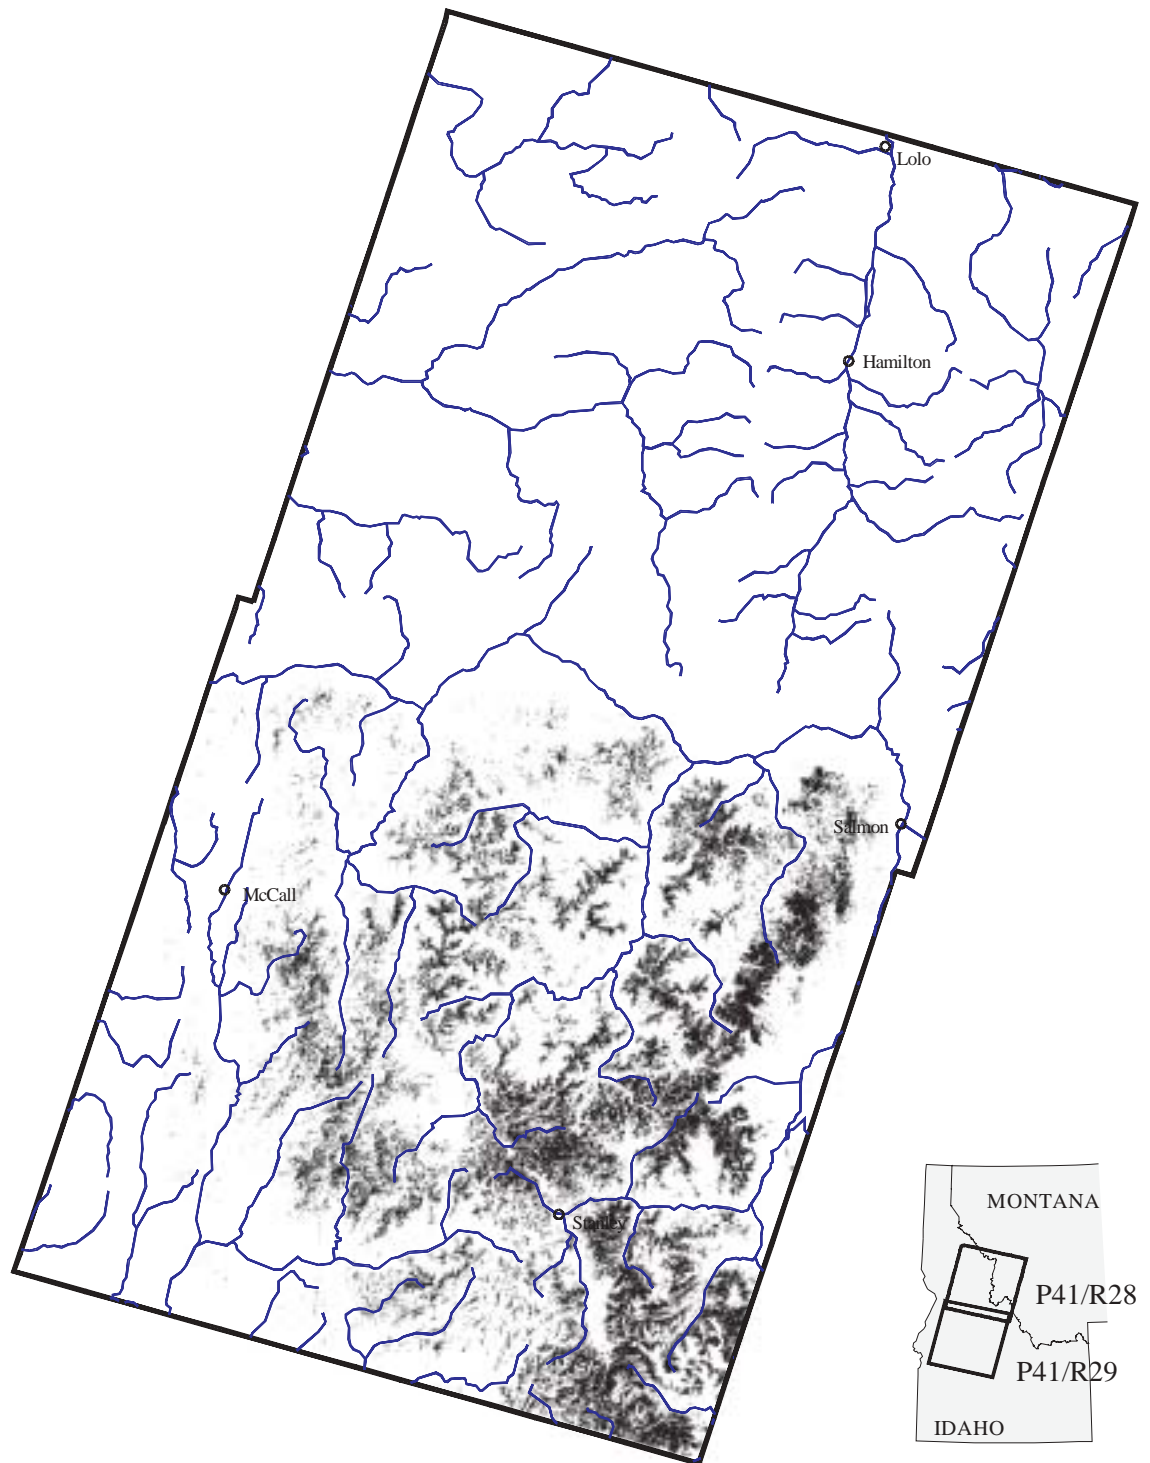 Lolo
Hamilton
Salmon
McCall
Stanley
MONTANA
P41/R28
P41/R29
IDAHO